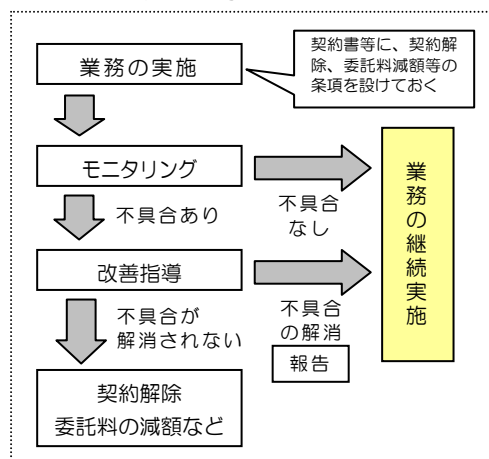 業務の実施
契約書等に、契約解
除、委託料減額等の
条項を設けておく
モニタリング
不具合
なし
不具合あり
改善指導
不具合
の解消
報告
不具合が
解消されない
契約解除
委託料の減額など
業務の継続実施